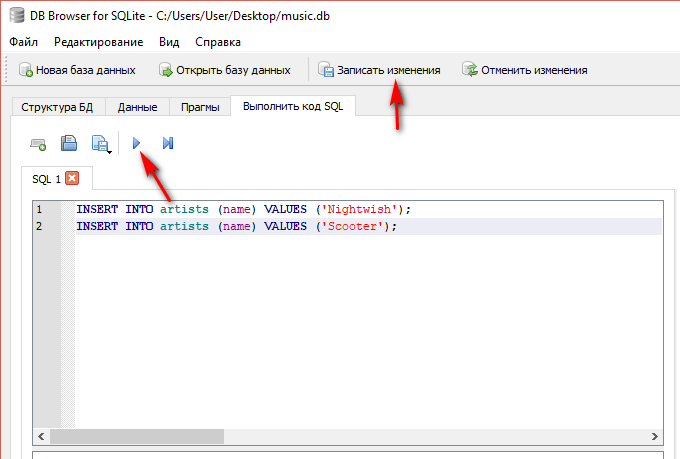 DB Browser for SQLite - C:/Users/User/Desktop/music.db
Файл Редактирование Вид Справка
Новая база данных Открыть базу данных Записать изменения Отменить изменения
Структура БД Данные Прагмы Выполнить код SQL
SQL 1
1 INSERT INTO artists (name) VALUES ('Nightwish');
2 INSERT INTO artists (name) VALUES ('Scooter');